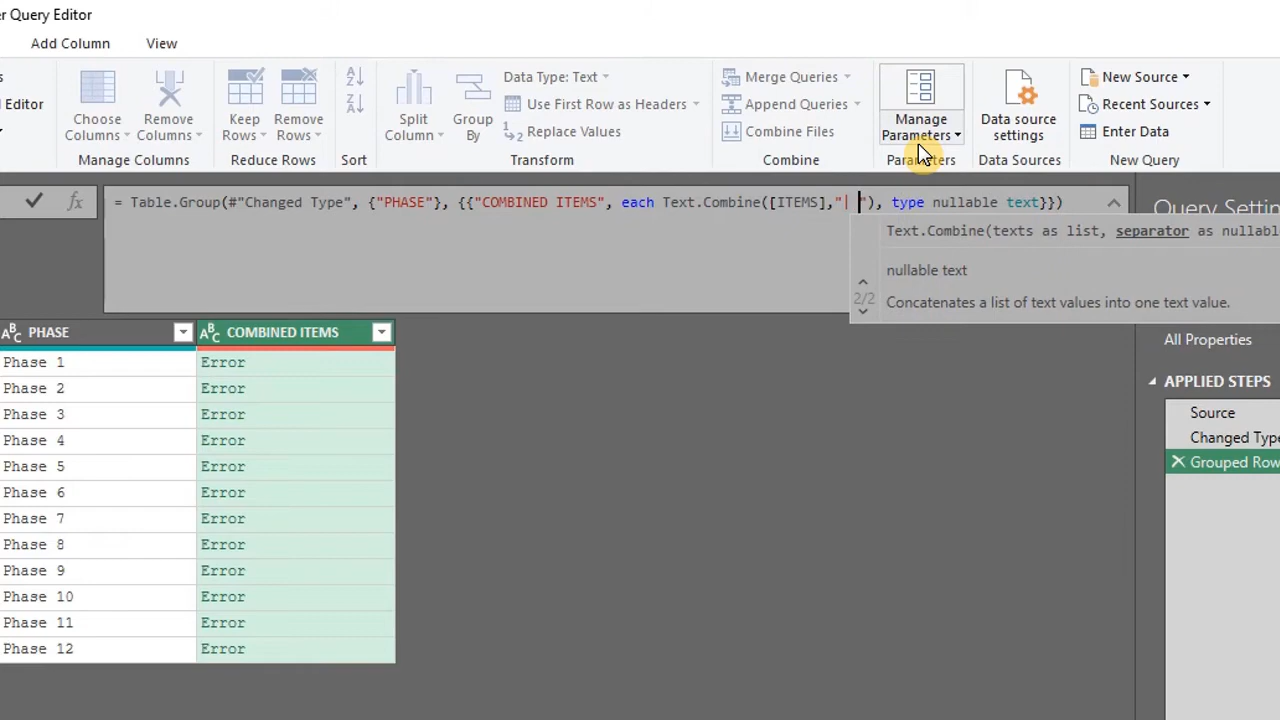 er Query Editor
Add Column
View
s
Editor
Choose
Columns
Remove
Columns
Manage Columns
Keep
Rows
Remove
Rows
Reduce Rows
Sort
Split
Column
Group
By
Data Type: Text
Use First Row as Headers
Replace Values
Transform
Merge Queries
Append Queries
Combine Files
Combine
Manage
Parameters
Parameters
Data source
settings
Data Sources
New Source
Recent Sources
Enter Data
New Query
fx
= Table.Group(#"Changed Type", {"PHASE"}, {{"COMBINED ITEMS", each Text.Combine([ITEMS],"| "), type nullable text}})
Query Setting
Text.Combine(texts as list, separator as nullabl
nullable text
2/2
Concatenates a list of text values into one text value.
All Properties
APPLIED STEPS
Source
Changed Type
Grouped Row
ABC PHASE
ABC COMBINED ITEMS
Phase 1 Error
Phase 2 Error
Phase 3 Error
Phase 4 Error
Phase 5 Error
Phase 6 Error
Phase 7 Error
Phase 8 Error
Phase 9 Error
Phase 10 Error
Phase 11 Error
Phase 12 Error